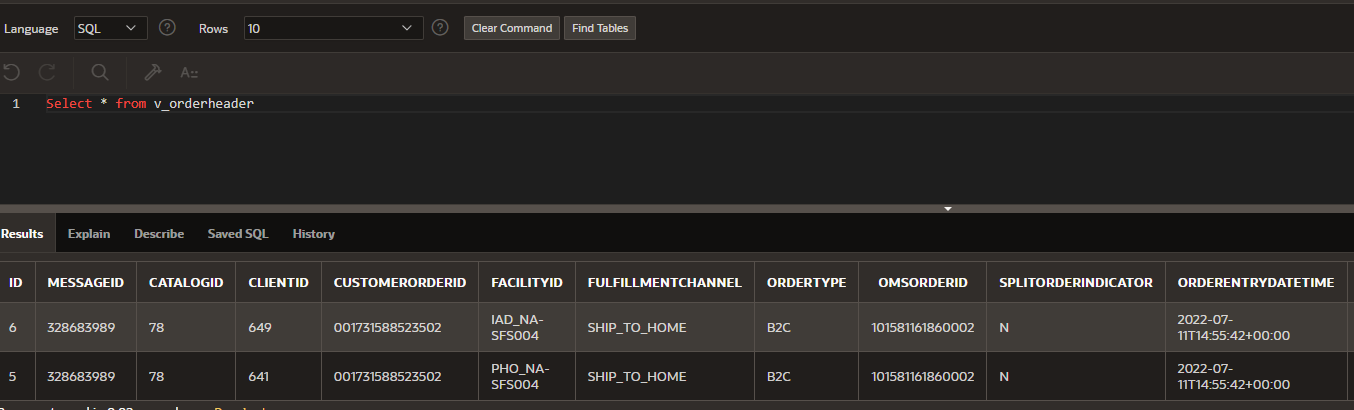 Language SQL Rows 10 Clear Command Find Tables
1 Select * from v_orderheader
Results Explain Describe Saved SQL History
ID MESSAGEID CATALOGID CLIENTID CUSTOMERORDERID FACILITYID FULFILLMENTCHANNEL ORDERTYPE OMSORDERID SPLITORDERINDICATOR ORDERENTRYDATETIME
6 328683989 78 649 001731588523502 IAD_NA-SFS004 SHIP_TO_HOME B2C 101581161860002 N 2022-07-11T14:55:42+00:00
5 328683989 78 641 001731588523502 PHO_NA-SFS004 SHIP_TO_HOME B2C 101581161860002 N 2022-07-11T14:55:42+00:00